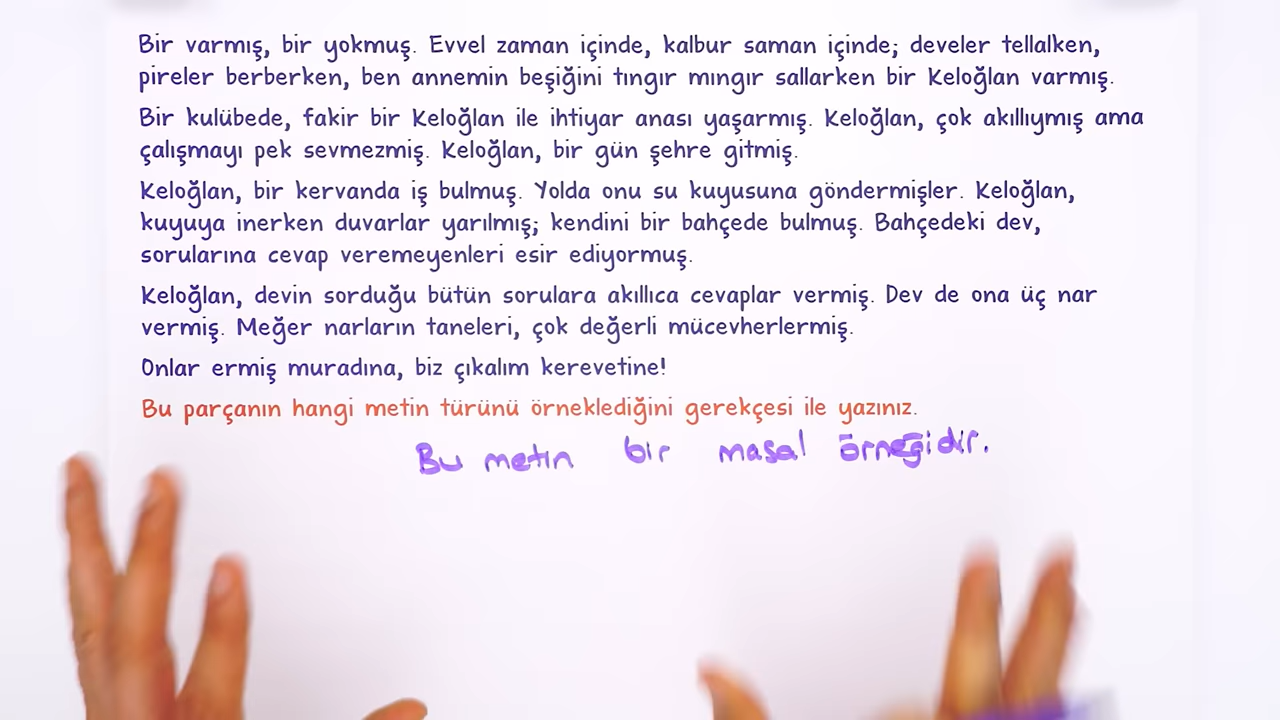 Bir varmış, bir yokmuş. Evvel zaman içinde, kalbur saman içinde; develer tellalken,
pireler berberken, ben annemin beşiğini tıngır mıngır sallarken bir Keloğlan varmış.
Bir kulübede, fakir bir Keloğlan ile ihtiyar anası yaşarmış. Keloğlan, çok akıllıymış ama
çalışmayı pek sevmezmiş. Keloğlan, bir gün şehre gitmiş.
Keloğlan, bir kervanda iş bulmuş. Yolda onu su kuyusuna göndermişler. Keloğlan,
kuyuya inerken duvarlar yarılmış; kendini bir bahçede bulmuş. Bahçedeki dev,
sorularına cevap veremeyenleri esir ediyormuş.
Keloğlan, devin sorduğu bütün sorulara akıllıca cevaplar vermiş. Dev de ona üç nar
vermiş. Meğer narların taneleri, çok değerli mücevherlermiş.
Onlar ermiş muradına, biz çıkalım kerevetine!
Bu parçanın hangi metin türünü örneklediğini gerekçesi ile yazınız.
Bu metin bir masal örneğidir.